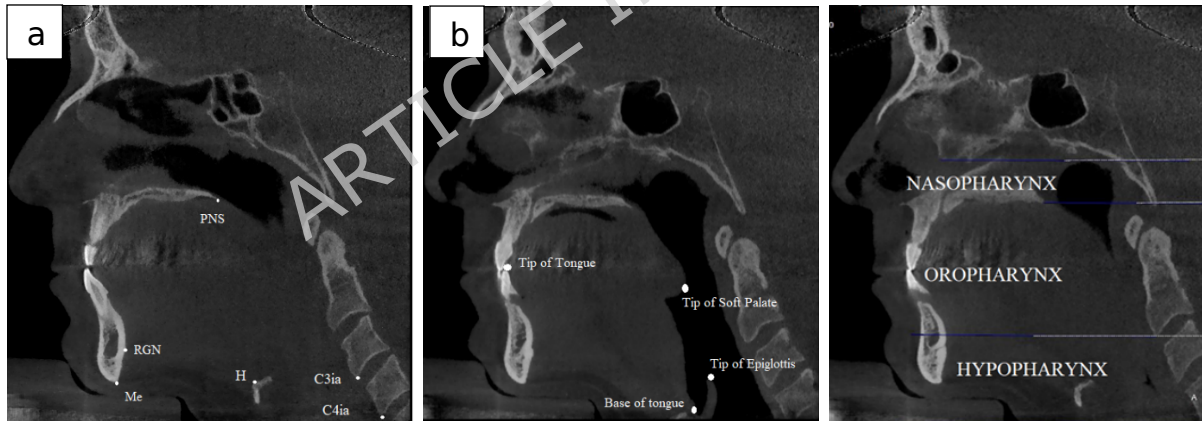 a
PNS
RGN
Me
H
C3ia
C4ia
b
ARTICLE I
Tip of Tongue
Tip of Soft Palate
Tip of Epiglottis
Base of tongue
NASOPHARYNX
OROPHARYNX
HYPOPHARYNX
A